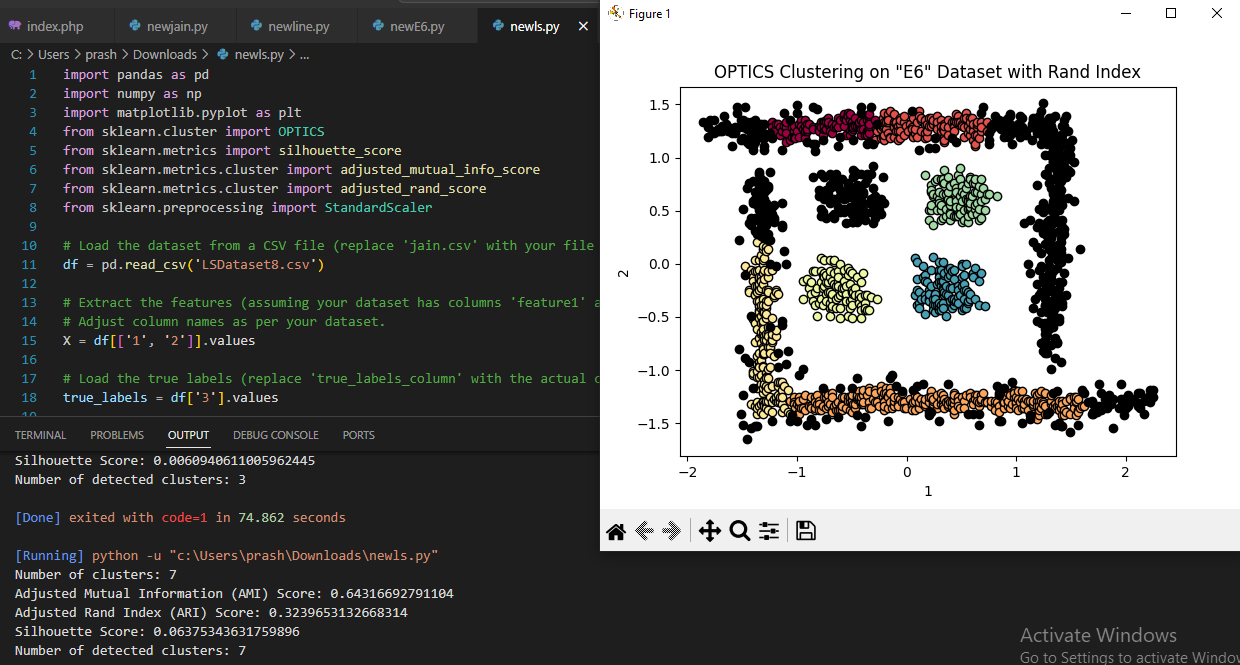 index.php newjain.py newline.py newE6.py newls.py
C: > Users > prash > Downloads > newls.py > ...
1 import pandas as pd
2 import numpy as np
3 import matplotlib.pyplot as plt
4 from sklearn.cluster import OPTICS
5 from sklearn.metrics import silhouette_score
6 from sklearn.metrics.cluster import adjusted_mutual_info_score
7 from sklearn.metrics.cluster import adjusted_rand_score
8 from sklearn.preprocessing import StandardScaler
9
10 # Load the dataset from a CSV file (replace 'jain.csv' with your file
11 df = pd.read_csv('LSDataset8.csv')
12
13 # Extract the features (assuming your dataset has columns 'feature1' a
14 # Adjust column names as per your dataset.
15 X = df[['1', '2']].values
16
17 # Load the true labels (replace 'true_labels_column' with the actual c
18 true_labels = df['3'].values
19
TERMINAL PROBLEMS OUTPUT DEBUG CONSOLE PORTS
Silhouette Score: 0.0060940611005962445
Number of detected clusters: 3
[Done] exited with code=1 in 74.862 seconds
[Running] python -u "c:\Users\prash\Downloads\newls.py"
Number of clusters: 7
Adjusted Mutual Information (AMI) Score: 0.64316692791104
Adjusted Rand Index (ARI) Score: 0.3239653132668314
Silhouette Score: 0.06375343631759896
Number of detected clusters: 7
Figure 1
OPTICS Clustering on "E6" Dataset with Rand Index
1.5
1.0
0.5
0.0
−0.5
−1.0
−1.5
2
−2 −1 0 1 2
1
Activate Windows
Go to Settings to activate Windov